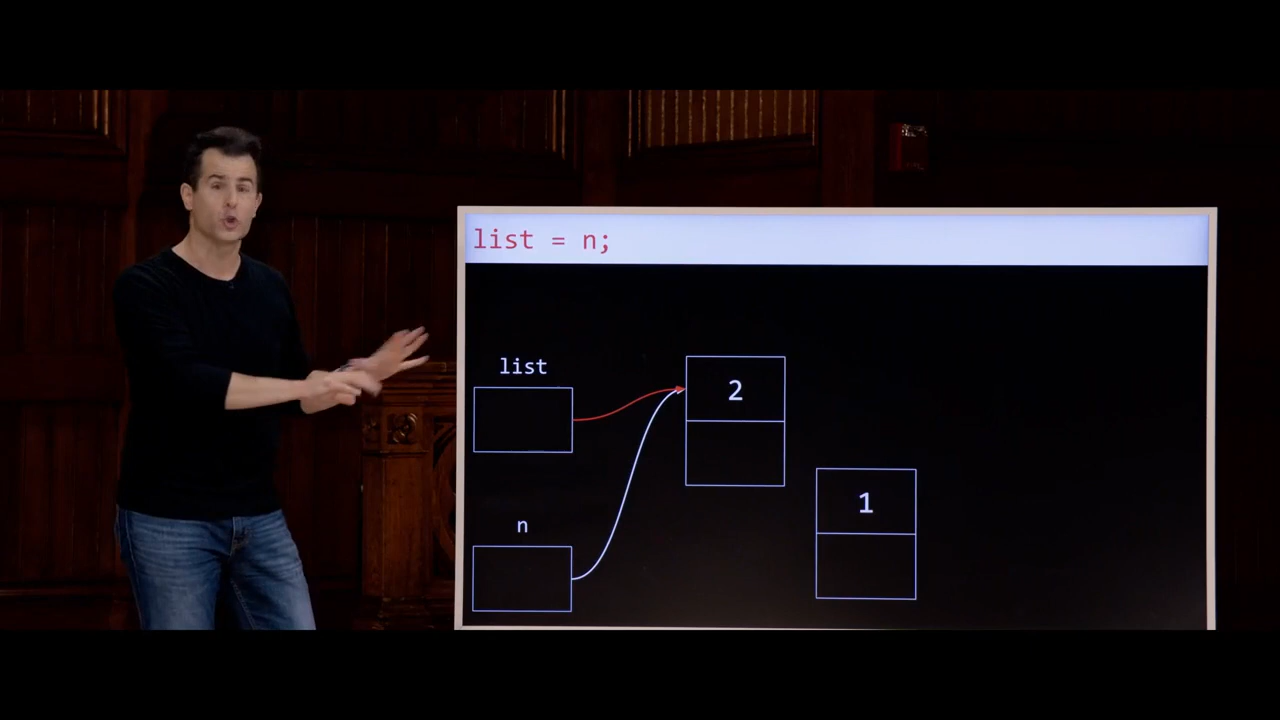 list = n;
list
2
1
n